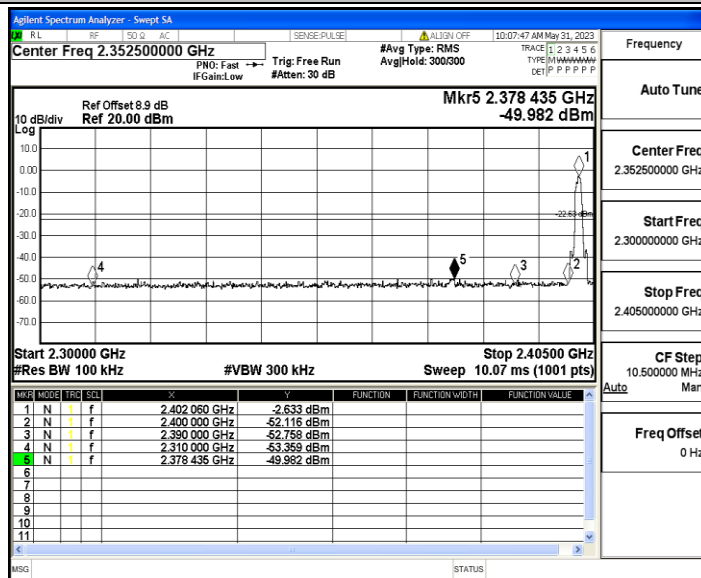 Agilent Spectrum Analyzer - Swept SA
RL RF 50 Ω AC SENSE:PULSE ALIGN OFF 10:07:47 AM May 31, 2023
Center Freq 2.352500000 GHz
PNO: Fast
IFGain:Low
Trig: Free Run
#Atten: 30 dB
#Avg Type: RMS
Avg|Hold: 300/300
TRACE 1 2 3 4 5 6
TYPE MWWWWW
DET P P P P P P
Ref Offset 8.9 dB
10 dB/div Ref 20.00 dBm
Log
Mkr5 2.378 435 GHz
-49.982 dBm
10.0
0.00
-10.0
-20.0
-30.0
-40.0
-50.0
-60.0
-70.0
-22.63 dBm
1
2
3
4
5
Start 2.30000 GHz Stop 2.40500 GHz
#Res BW 100 kHz #VBW 300 kHz Sweep 10.07 ms (1001 pts)
MKR MODE TRC SCL X Y FUNCTION FUNCTION WIDTH FUNCTION VALUE
1 N 1 f 2.402 060 GHz -2.633 dBm
2 N 1 f 2.400 000 GHz -52.116 dBm
3 N 1 f 2.390 000 GHz -52.758 dBm
4 N 1 f 2.310 000 GHz -53.359 dBm
5 N 1 f 2.378 435 GHz -49.982 dBm
6
7
8
9
10
11
MSG STATUS
Frequency
Auto Tune
Center Freq
2.352500000 GHz
Start Freq
2.300000000 GHz
Stop Freq
2.405000000 GHz
CF Step
10.500000 MHz
Auto Man
Freq Offset
0 Hz